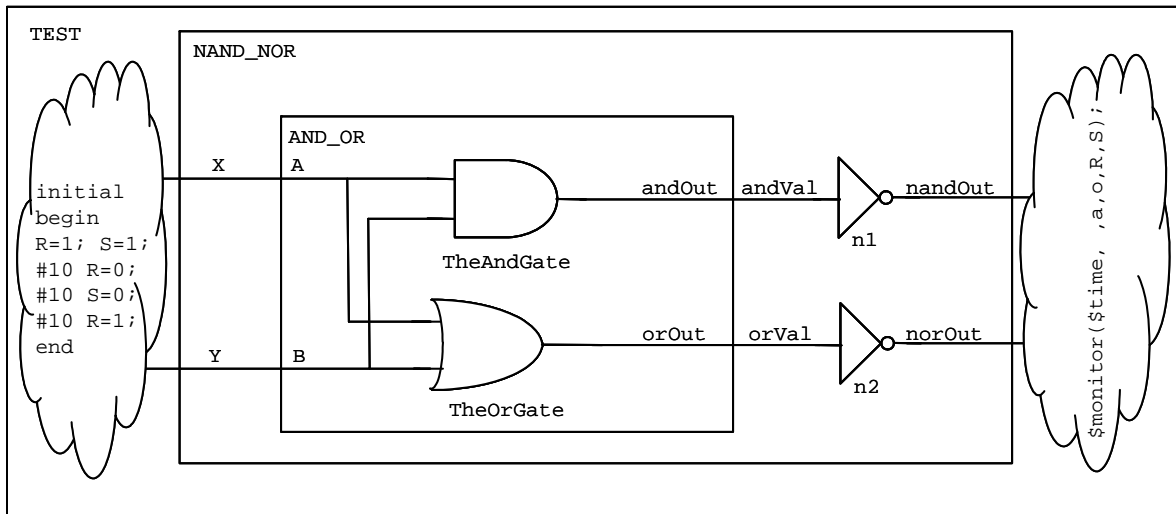 TEST
NAND_NOR
AND_OR
X
A
initial
begin
R=1; S=1;
#10 R=0;
#10 S=0;
#10 R=1;
end
Y
B
TheAndGate
TheOrGate
andOut
andVal
nandOut
n1
orOut
orVal
norOut
n2
$monitor($time, ,a,o,R,S);